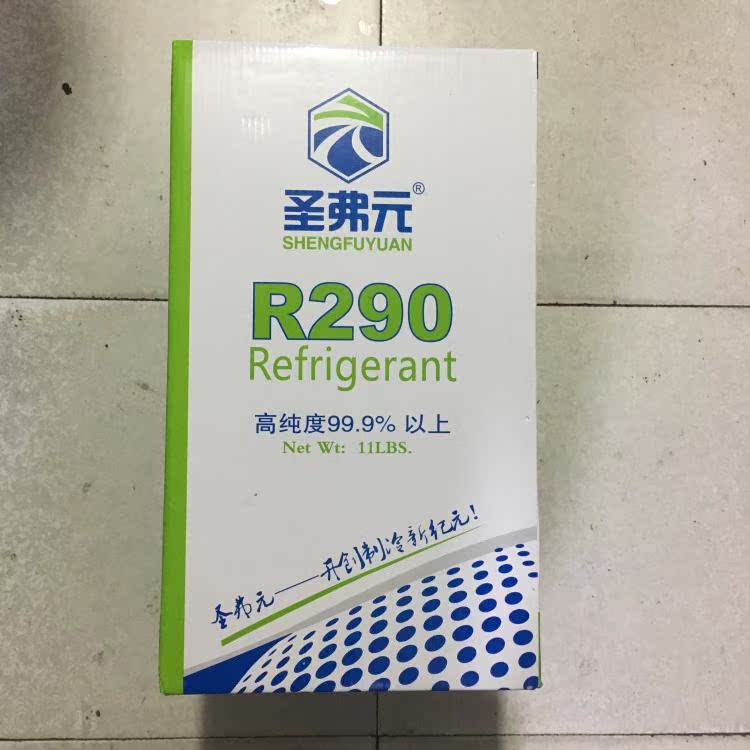 圣弗元®
SHENGFUYUAN
R290
Refrigerant
高纯度99.9% 以上
Net Wt: 11LBS.
圣弗元——开创制冷新纪元!